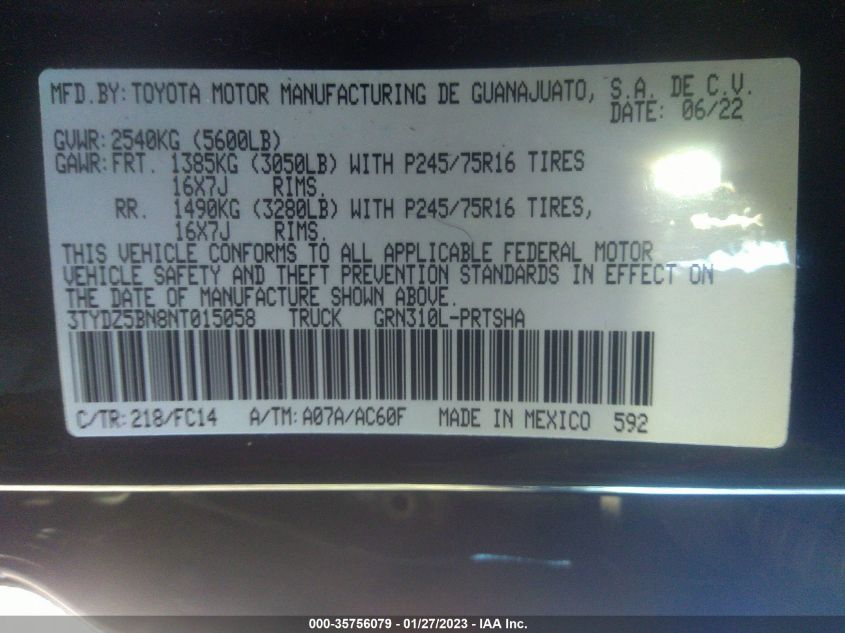 MFD.BY:TOYOTA MOTOR MANUFACTURING DE GUANAJUATO, S.A. DE C.V.
DATE: 06/22
GVWR:2540KG (5600LB)
GAWR:FRT. 1385KG (3050LB) WITH P245/75R16 TIRES
16X7J RIMS.
RR. 1490KG (3280LB) WITH P245/75R16 TIRES,
16X7J RIMS.
THIS VEHICLE CONFORMS TO ALL APPLICABLE FEDERAL MOTOR
VEHICLE SAFETY AND THEFT PREVENTION STANDARDS IN EFFECT ON
THE DATE OF MANUFACTURE SHOWN ABOVE.
3TYDZ5BN8NT015058 TRUCK GRN310L-PRTSHA
C/TR:218/FC14 A/TM:A07A/AC60F MADE IN MEXICO 592
000-35756079 - 01/27/2023 - IAA Inc.